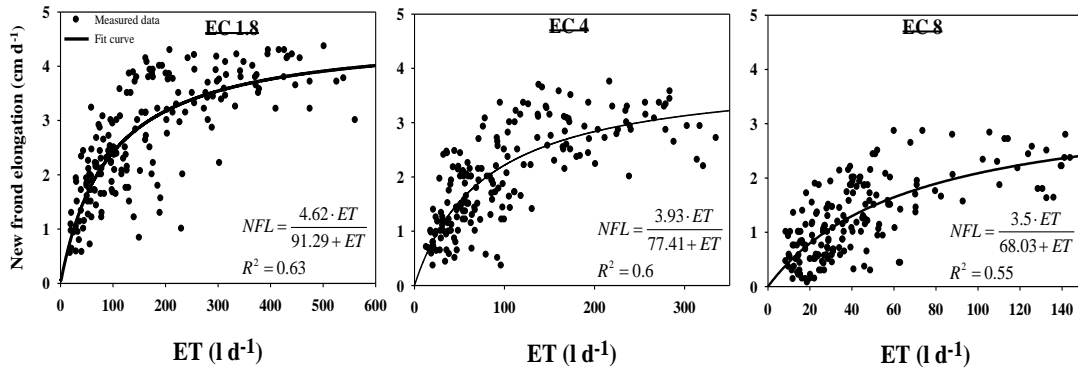 New frond elongation (cm d-1)
5
4
3
2
1
0
Measured data
Fit curve
EC 1.8
NFL = 4.62·ET / 91.29 + ET
R² = 0.63
0 100 200 300 400 500 600
ET (l d-1)
5
4
3
2
1
0
EC 4
NFL = 3.93·ET / 77.41 + ET
R² = 0.6
0 100 200 300
ET (l d-1)
5
4
3
2
1
0
EC 8
NFL = 3.5·ET / 68.03 + ET
R² = 0.55
0 20 40 60 80 100 120 140
ET (l d-1)